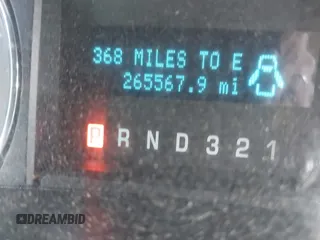 368 MILES TO E
265567.9 mi
P R N D 3 2 1
DREAMBID